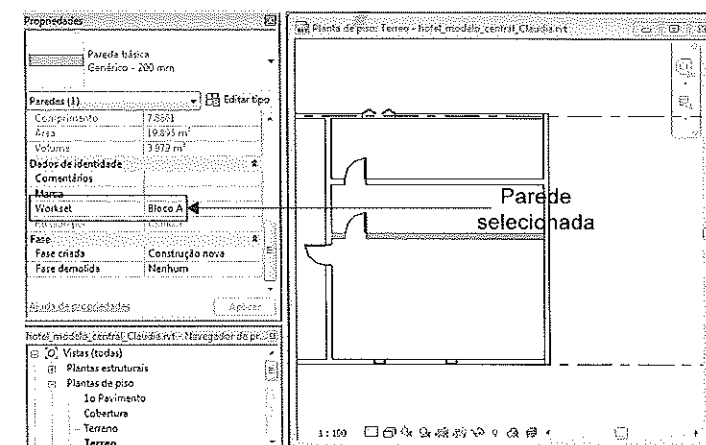 Propriedades
Parede básica
Genérico - 200 mm
Paredes (1)
Editar tipo
Comprimento
Área 19.895 m²
Volume 3.979 m³
Dados de identidade
Comentários
Marca
Workset Bloco A
Fase
Fase criada Construção nova
Fase demolida Nenhum
Ajuda de propriedades
Aplicar
hotel_modelo_central_Claudia.rvt - Navegador de pr...
Vistas (todas)
Plantas estruturais
Plantas de piso
1o Pavimento
Cobertura
Terreno
Terreo
Planta de piso: Terreo - hotel_modelo_central_Claudia.rvt
Parede
selecionada
1:100